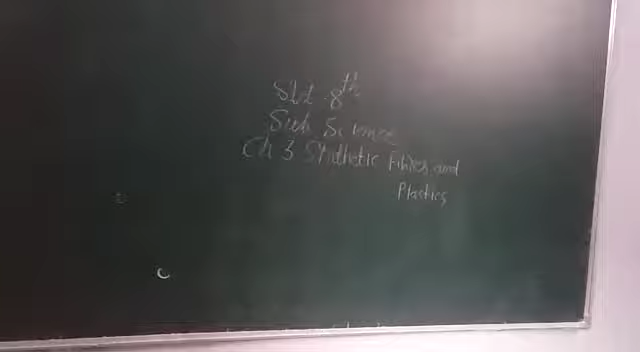 Std 8th
Sub Science
Ch 3 Synthetic Fibres and
Plastics